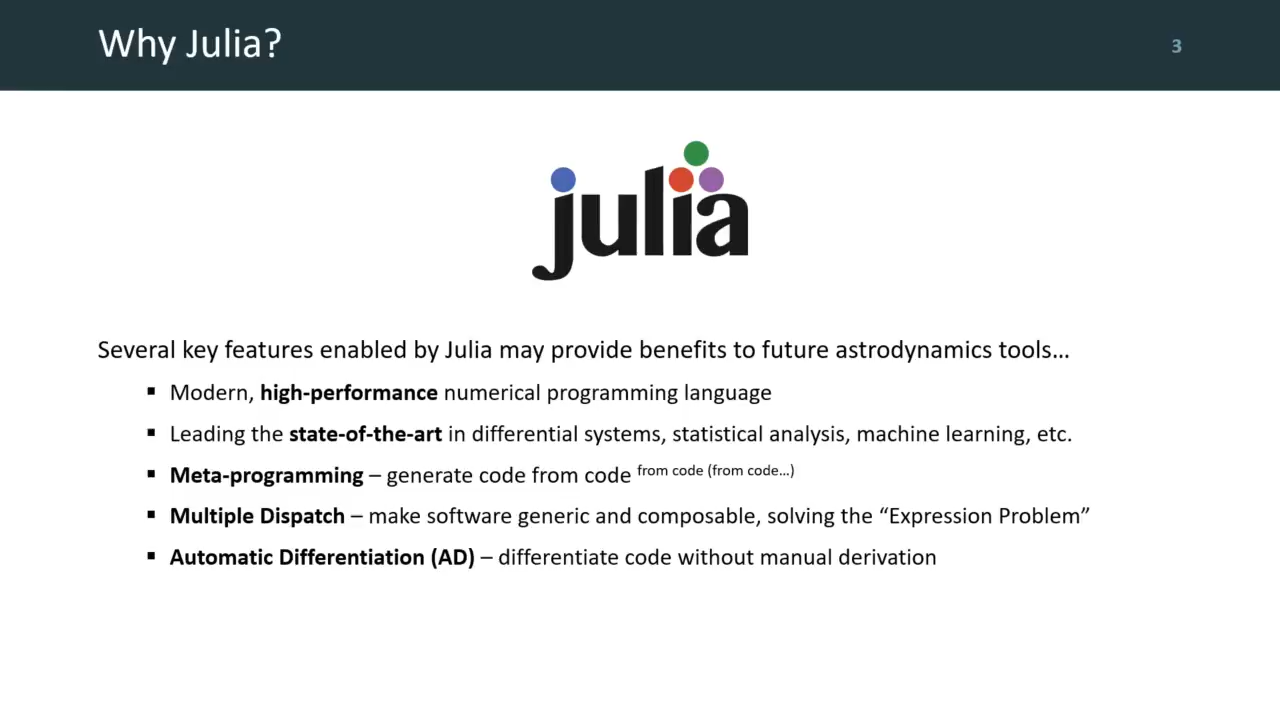 Why Julia?
3
julia
Several key features enabled by Julia may provide benefits to future astrodynamics tools…
▪ Modern, high-performance numerical programming language
▪ Leading the state-of-the-art in differential systems, statistical analysis, machine learning, etc.
▪ Meta-programming – generate code from code from code (from code…)
▪ Multiple Dispatch – make software generic and composable, solving the “Expression Problem”
▪ Automatic Differentiation (AD) – differentiate code without manual derivation